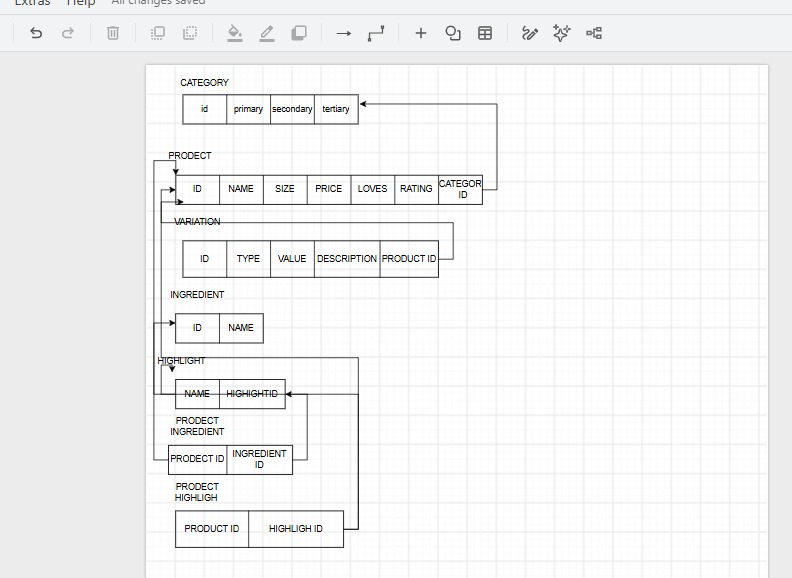 Extras Help All changes saved
CATEGORY
id primary secondary tertiary
PRODECT
ID NAME SIZE PRICE LOVES RATING CATEGOR
ID
VARIATION
ID TYPE VALUE DESCRIPTION PRODUCT ID
INGREDIENT
ID NAME
HIGHLIGHT
NAME HIGHIGHTID
PRODECT
INGREDIENT
PRODECT ID INGREDIENT
ID
PRODECT
HIGHLIGH
PRODUCT ID HIGHLIGH ID